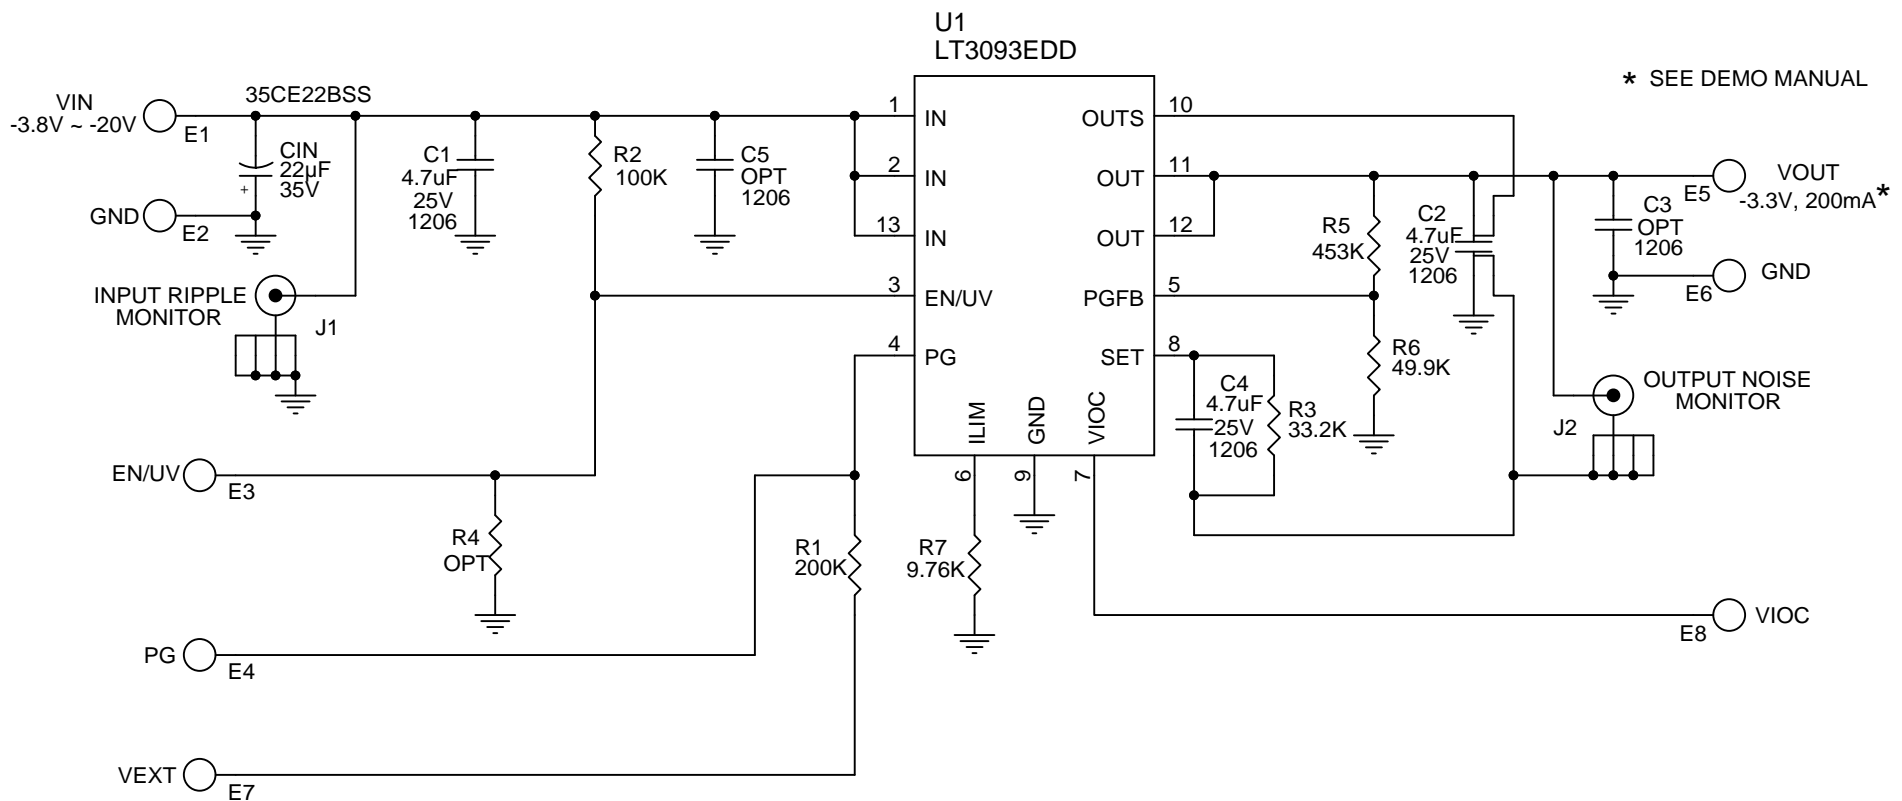 U1
LT3093EDD
* SEE DEMO MANUAL
VIN
-3.8V ~ -20V
E1
35CE22BSS
CIN
22µF
35V
+
GND
E2
C1
4.7uF
25V
1206
R2
100K
C5
OPT
1206
1
IN
2
IN
13
IN
3
EN/UV
4
PG
OUTS
10
OUT
11
OUT
12
PGFB
5
SET
8
ILIM
6
GND
9
VIOC
7
INPUT RIPPLE
MONITOR
J1
EN/UV
E3
R4
OPT
PG
E4
VEXT
E7
R1
200K
R7
9.76K
C4
4.7uF
25V
1206
R3
33.2K
R5
453K
R6
49.9K
C2
4.7uF
25V
1206
C3
OPT
1206
E5
VOUT
-3.3V, 200mA*
GND
E6
OUTPUT NOISE
MONITOR
J2
VIOC
E8